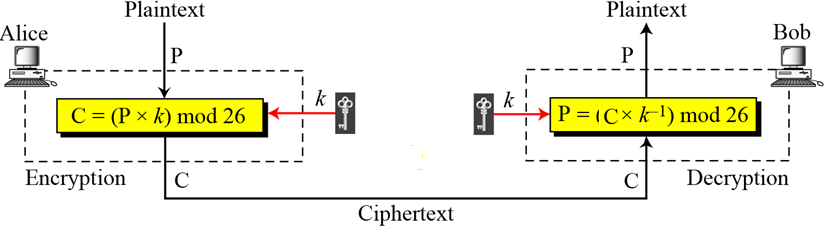 Plaintext
Plaintext
Alice
Bob
P
P
k
k
C = (P × k) mod 26
P = (C × k⁻¹) mod 26
Encryption
C
C
Decryption
Ciphertext